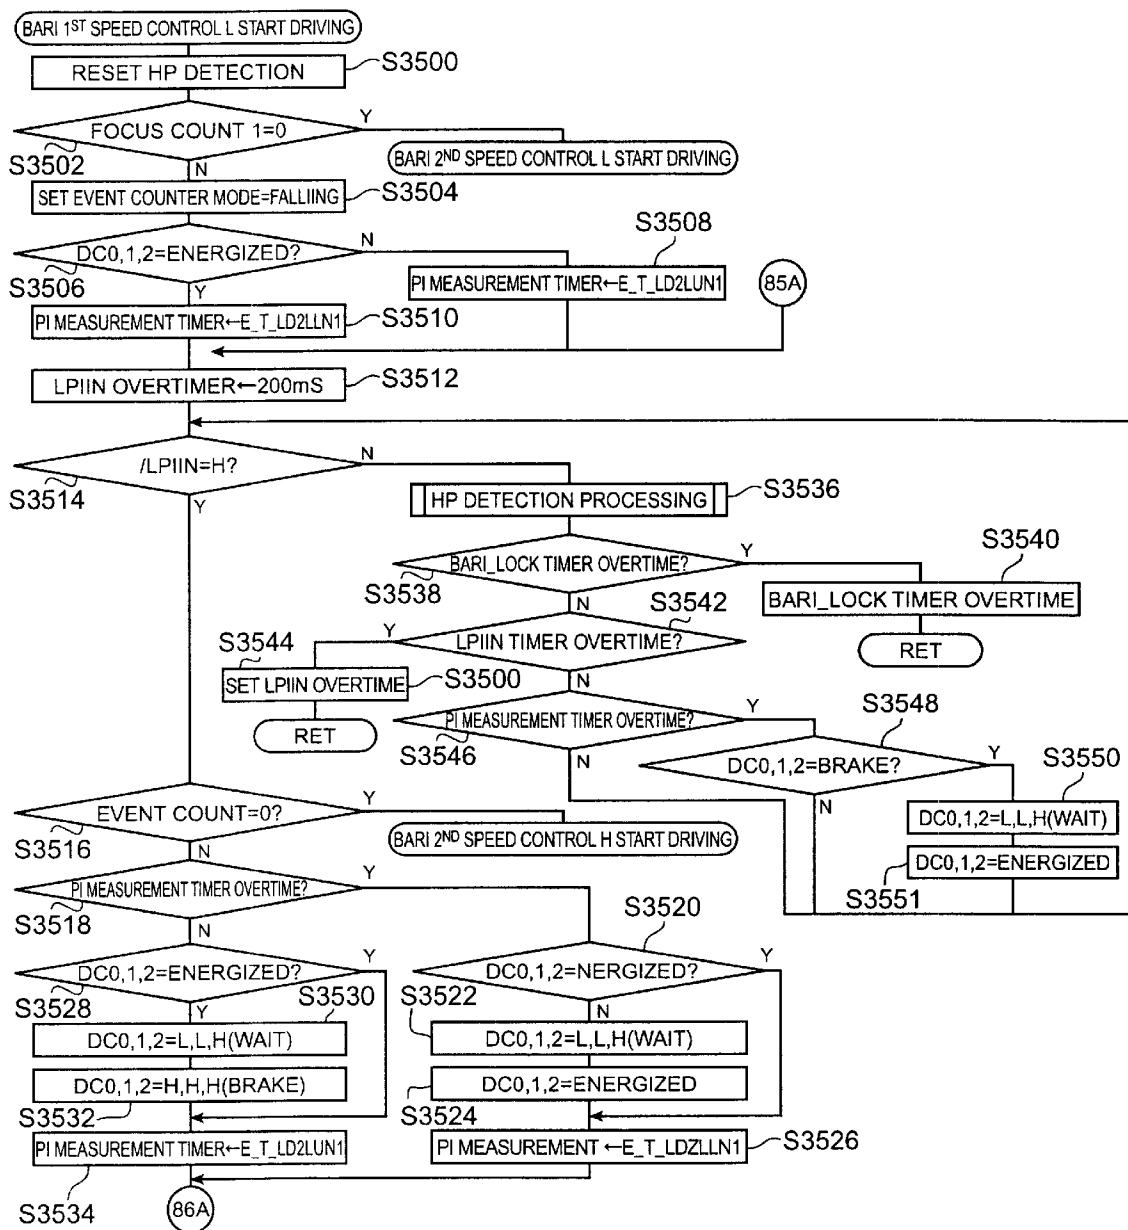 BARI 1ST SPEED CONTROL L START DRIVING
RESET HP DETECTION
S3500
FOCUS COUNT 1=0
Y
S3502
N
BARI 2ND SPEED CONTROL L START DRIVING
SET EVENT COUNTER MODE=FALLIING
S3504
DC0,1,2=ENERGIZED?
N
S3508
S3506
Y
PI MEASUREMENT TIMER←E_T_LD2LUN1
85A
PI MEASUREMENT TIMER←E_T_LD2LLN1
S3510
LPIIN OVERTIMER←200mS
S3512
/LPIIN=H?
N
S3514
Y
HP DETECTION PROCESSING
S3536
BARI_LOCK TIMER OVERTIME?
Y
S3540
S3538
N
BARI_LOCK TIMER OVERTIME
S3542
RET
Y
LPIIN TIMER OVERTIME?
S3544
N
SET LPIIN OVERTIME
S3500
RET
PI MEASUREMENT TIMER OVERTIME?
Y
S3548
S3546
N
DC0,1,2=BRAKE?
Y
S3550
N
DC0,1,2=L,L,H(WAIT)
DC0,1,2=ENERGIZED
S3551
EVENT COUNT=0?
Y
S3516
N
BARI 2ND SPEED CONTROL H START DRIVING
PI MEASUREMENT TIMER OVERTIME?
Y
S3518
N
S3520
DC0,1,2=ENERGIZED?
Y
DC0,1,2=NERGIZED?
Y
S3528
Y
S3530
S3522
N
DC0,1,2=L,L,H(WAIT)
DC0,1,2=L,L,H(WAIT)
DC0,1,2=H,H,H(BRAKE)
DC0,1,2=ENERGIZED
S3532
S3524
PI MEASUREMENT TIMER←E_T_LD2LUN1
PI MEASUREMENT ←E_T_LDZLLN1
S3526
S3534
86A